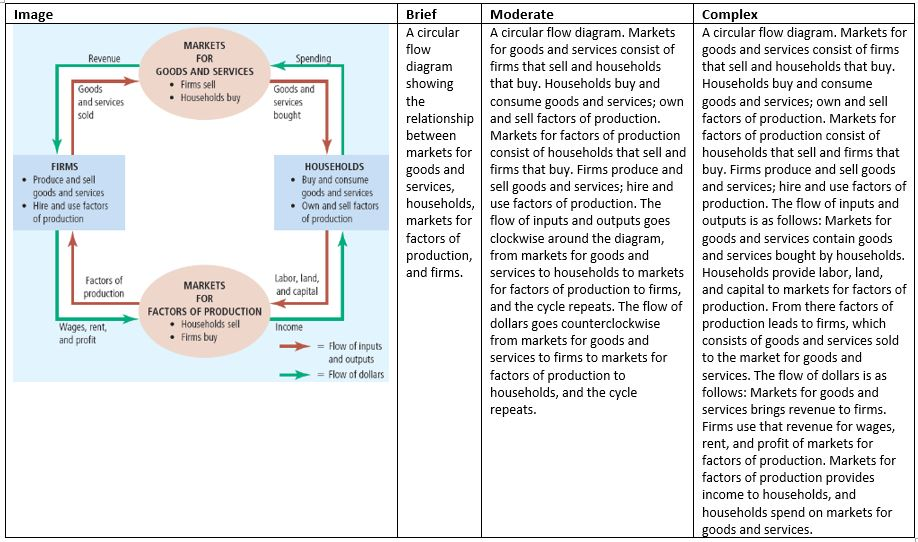 Image
Brief
Moderate
Complex
MARKETS
FOR
GOODS AND SERVICES
• Firms sell
• Households buy
Revenue
Spending
Goods
and services
sold
Goods
and
services
bought
FIRMS
• Produce and sell
goods and services
• Hire and use factors
of production
HOUSEHOLDS
• Buy and consume
goods and services
• Own and sell factors
of production
Factors of
production
Labor, land,
and capital
MARKETS
FOR
FACTORS OF PRODUCTION
• Households sell
• Firms buy
Wages, rent,
and profit
Income
= Flow of inputs
and outputs
= Flow of dollars
A circular
flow
diagram
showing
the
relationship
between
markets for
goods and
services,
households,
markets for
factors of
production,
and firms.
A circular flow diagram. Markets
for goods and services consist of
firms that sell and households
that buy. Households buy and
consume goods and services; own
and sell factors of production.
Markets for factors of production
consist of households that sell and
firms that buy. Firms produce and
sell goods and services; hire and
use factors of production. The
flow of inputs and outputs goes
clockwise around the diagram,
from markets for goods and
services to households to markets
for factors of production to firms,
and the cycle repeats. The flow of
dollars goes counterclockwise
from markets for goods and
services to firms to markets for
factors of production to
households, and the cycle
repeats.
A circular flow diagram. Markets for
goods and services consist of firms
that sell and households that buy.
Households buy and consume
goods and services; own and sell
factors of production. Markets for
factors of production consist of
households that sell and firms that
buy. Firms produce and sell goods
and services; hire and use factors of
production. The flow of inputs and
outputs is as follows: Markets for
goods and services contain goods
and services bought by households.
Households provide labor, land,
and capital to markets for factors of
production. From there factors of
production leads to firms, which
consists of goods and services sold
to the market for goods and
services. The flow of dollars is as
follows: Markets for goods and
services brings revenue to firms.
Firms use that revenue for wages,
rent, and profit of markets for
factors of production. Markets for
factors of production provides
income to households, and
households spend on markets for
goods and services.